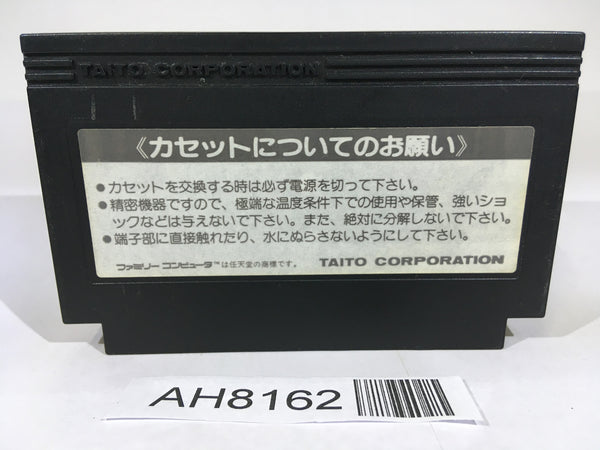 TAITO CORPORATION
《カセットについてのお願い》
●カセットを交換する時は必ず電源を切って下さい。
●精密機器ですので、極端な温度条件下での使用や保管、強いショ
ックなどは与えないで下さい。また、絶対に分解しないで下さい。
●端子部に直接触れたり、水にぬらさないようにして下さい。
ファミリーコンピュータ™は任天堂の商標です。 TAITO CORPORATION
AH8162